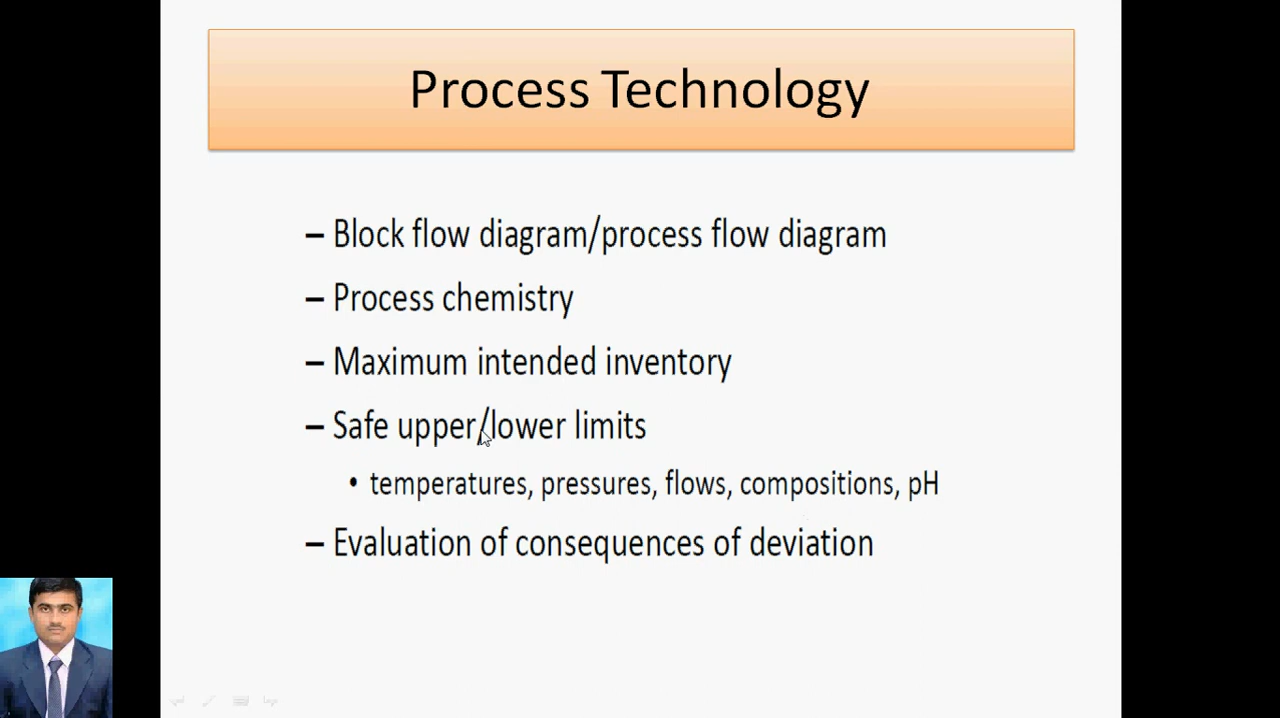 Process Technology
– Block flow diagram/process flow diagram
– Process chemistry
– Maximum intended inventory
– Safe upper/lower limits
• temperatures, pressures, flows, compositions, pH
– Evaluation of consequences of deviation